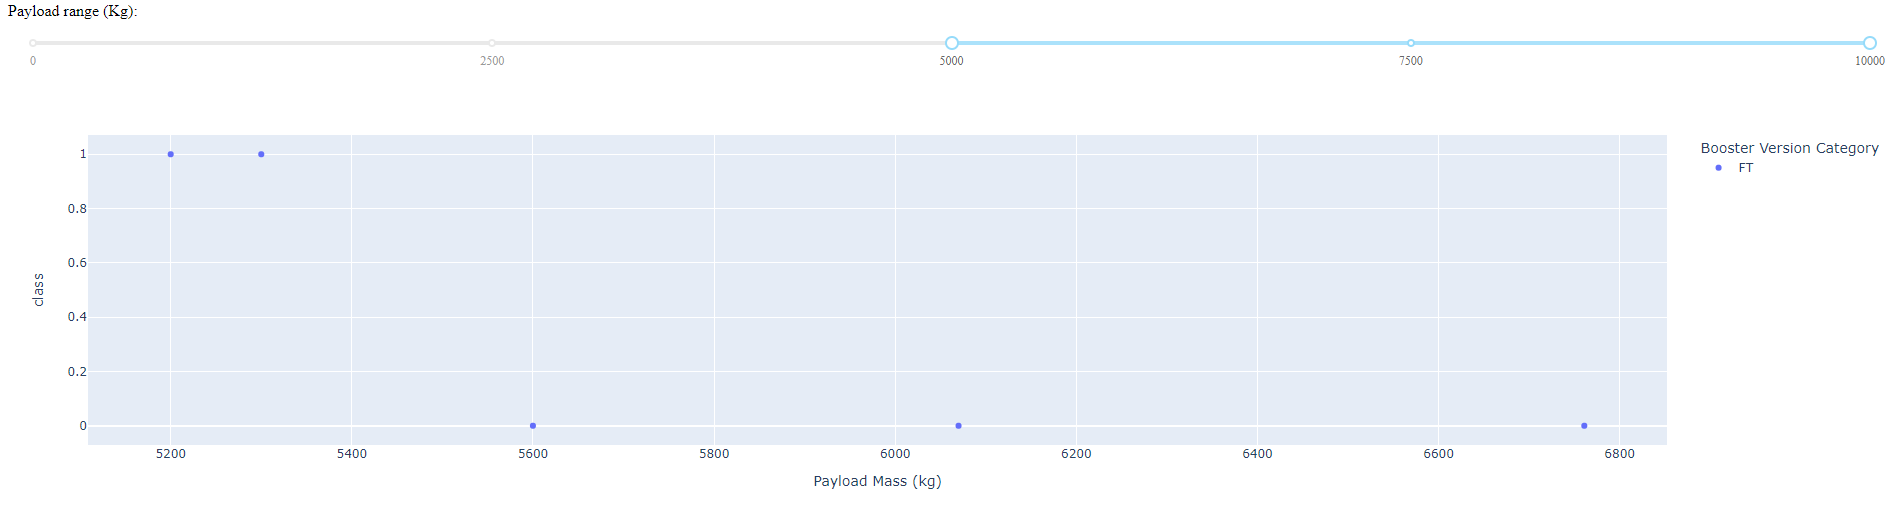 Payload range (Kg):
0 2500 5000 7500 10000
Booster Version Category
FT
1
0.8
0.6
0.4
0.2
0
class
5200 5400 5600 5800 6000 6200 6400 6600 6800
Payload Mass (kg)